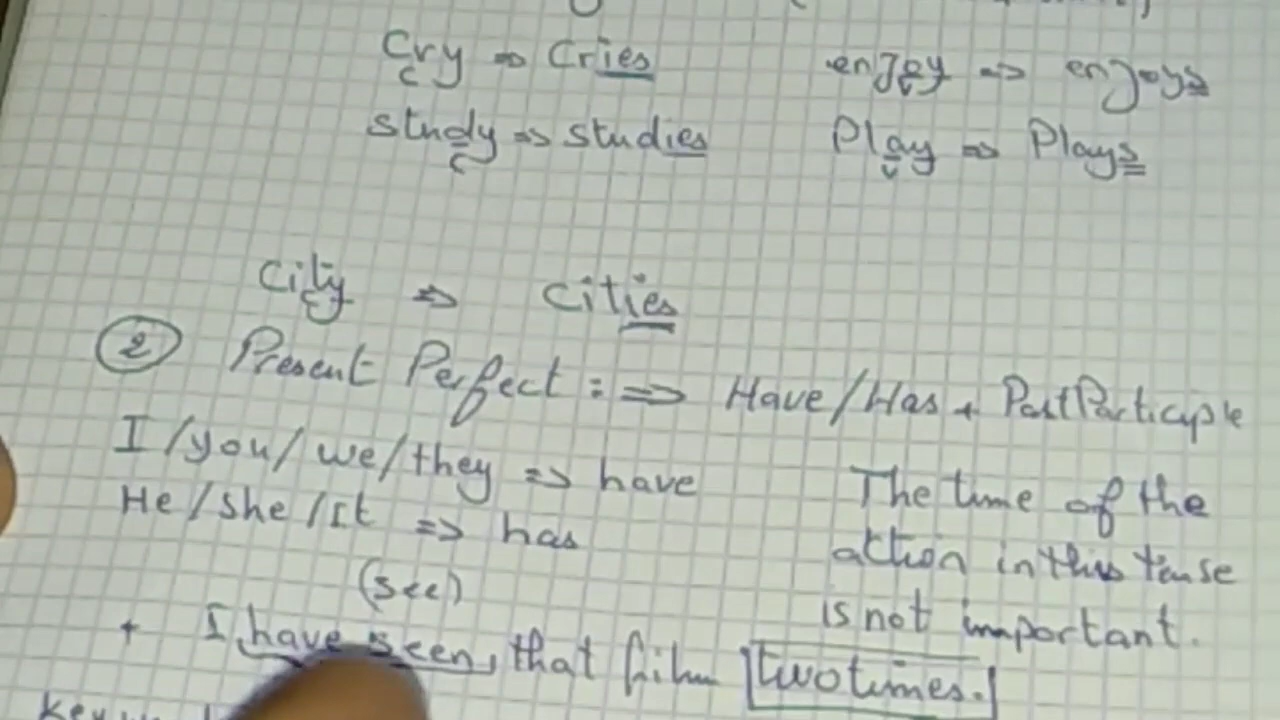 Cry => Cries enjoy => enjoys
c
study => studies Play => Plays
c v
City => Cities
c
2 Present Perfect : => Have/Has + Past Participle
I/you/we/they => have
He/She/It => has
The time of the
action in this tense
is not important.
(see)
+ I have seen, that film two times.